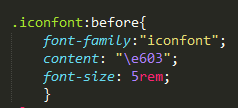 .iconfont:before{
font-family:"iconfont";
content: "\e603";
font-size: 5rem;
}